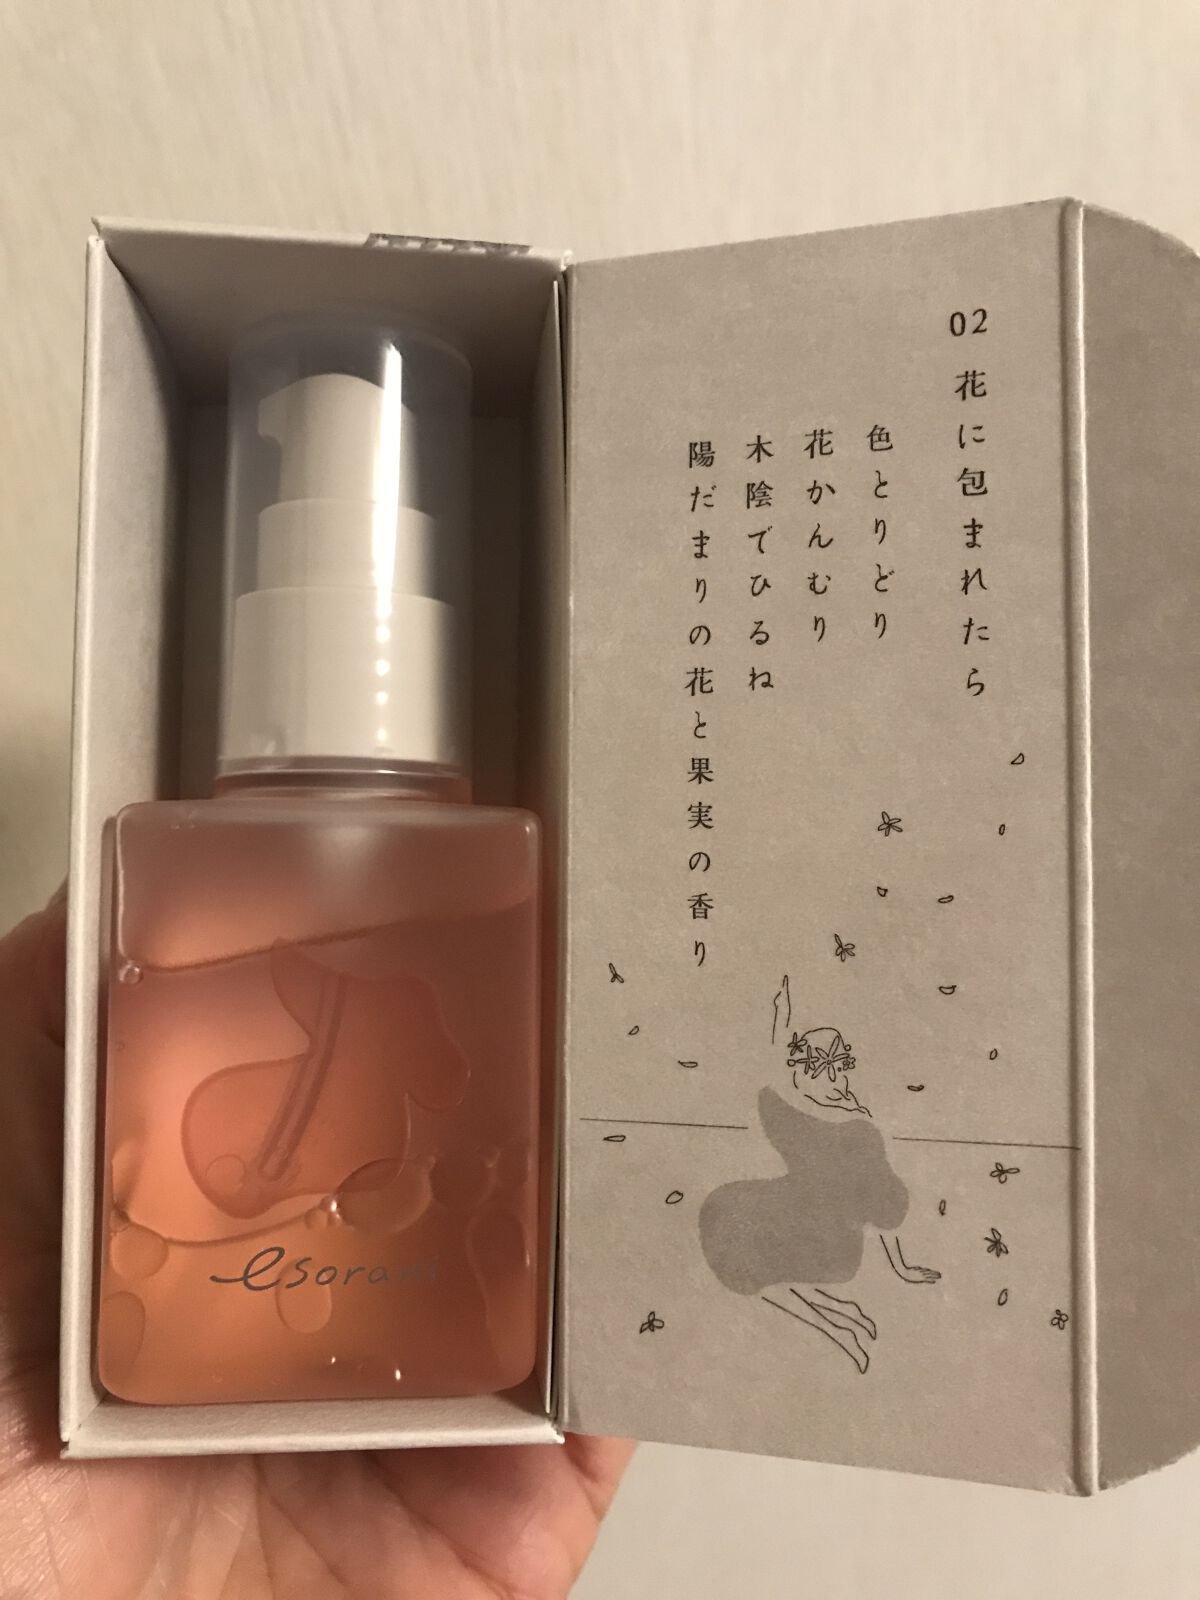 02 花に包まれたら
色とりどり
花かんむり
木陰でひるね
陽だまりの花と果実の香り
esorani